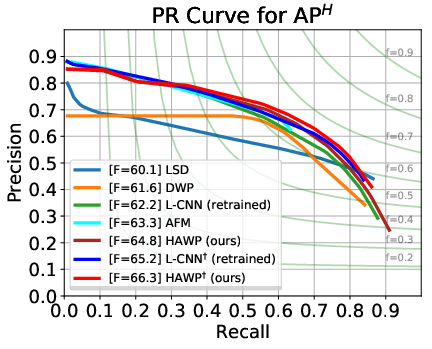 PR Curve for AP^H
Precision
0.9
0.8
0.7
0.6
0.5
0.4
0.3
0.2
0.1
0.0
f=0.9
f=0.8
f=0.7
f=0.6
f=0.5
f=0.4
f=0.3
f=0.2
[F=60.1] LSD
[F=61.6] DWP
[F=62.2] L-CNN (retrained)
[F=63.3] AFM
[F=64.8] HAWP (ours)
[F=65.2] L-CNN† (retrained)
[F=66.3] HAWP† (ours)
0.0 0.1 0.2 0.3 0.4 0.5 0.6 0.7 0.8 0.9
Recall